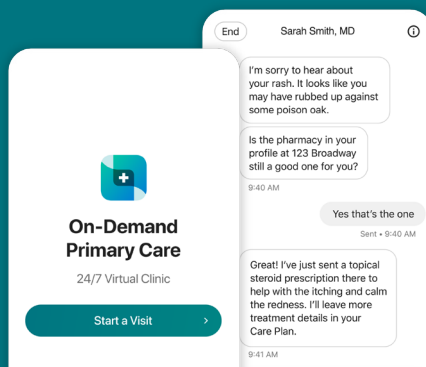 On-Demand
Primary Care
24/7 Virtual Clinic
Start a Visit
End
Sarah Smith, MD
I'm sorry to hear about
your rash. It looks like you
may have rubbed up against
some poison oak.
Is the pharmacy in your
profile at 123 Broadway
still a good one for you?
9:40 AM
Yes that's the one
Sent • 9:40 AM
Great! I've just sent a topical
steroid prescription there to
help with the itching and calm
the redness. I'll leave more
treatment details in your
Care Plan.
9:41 AM